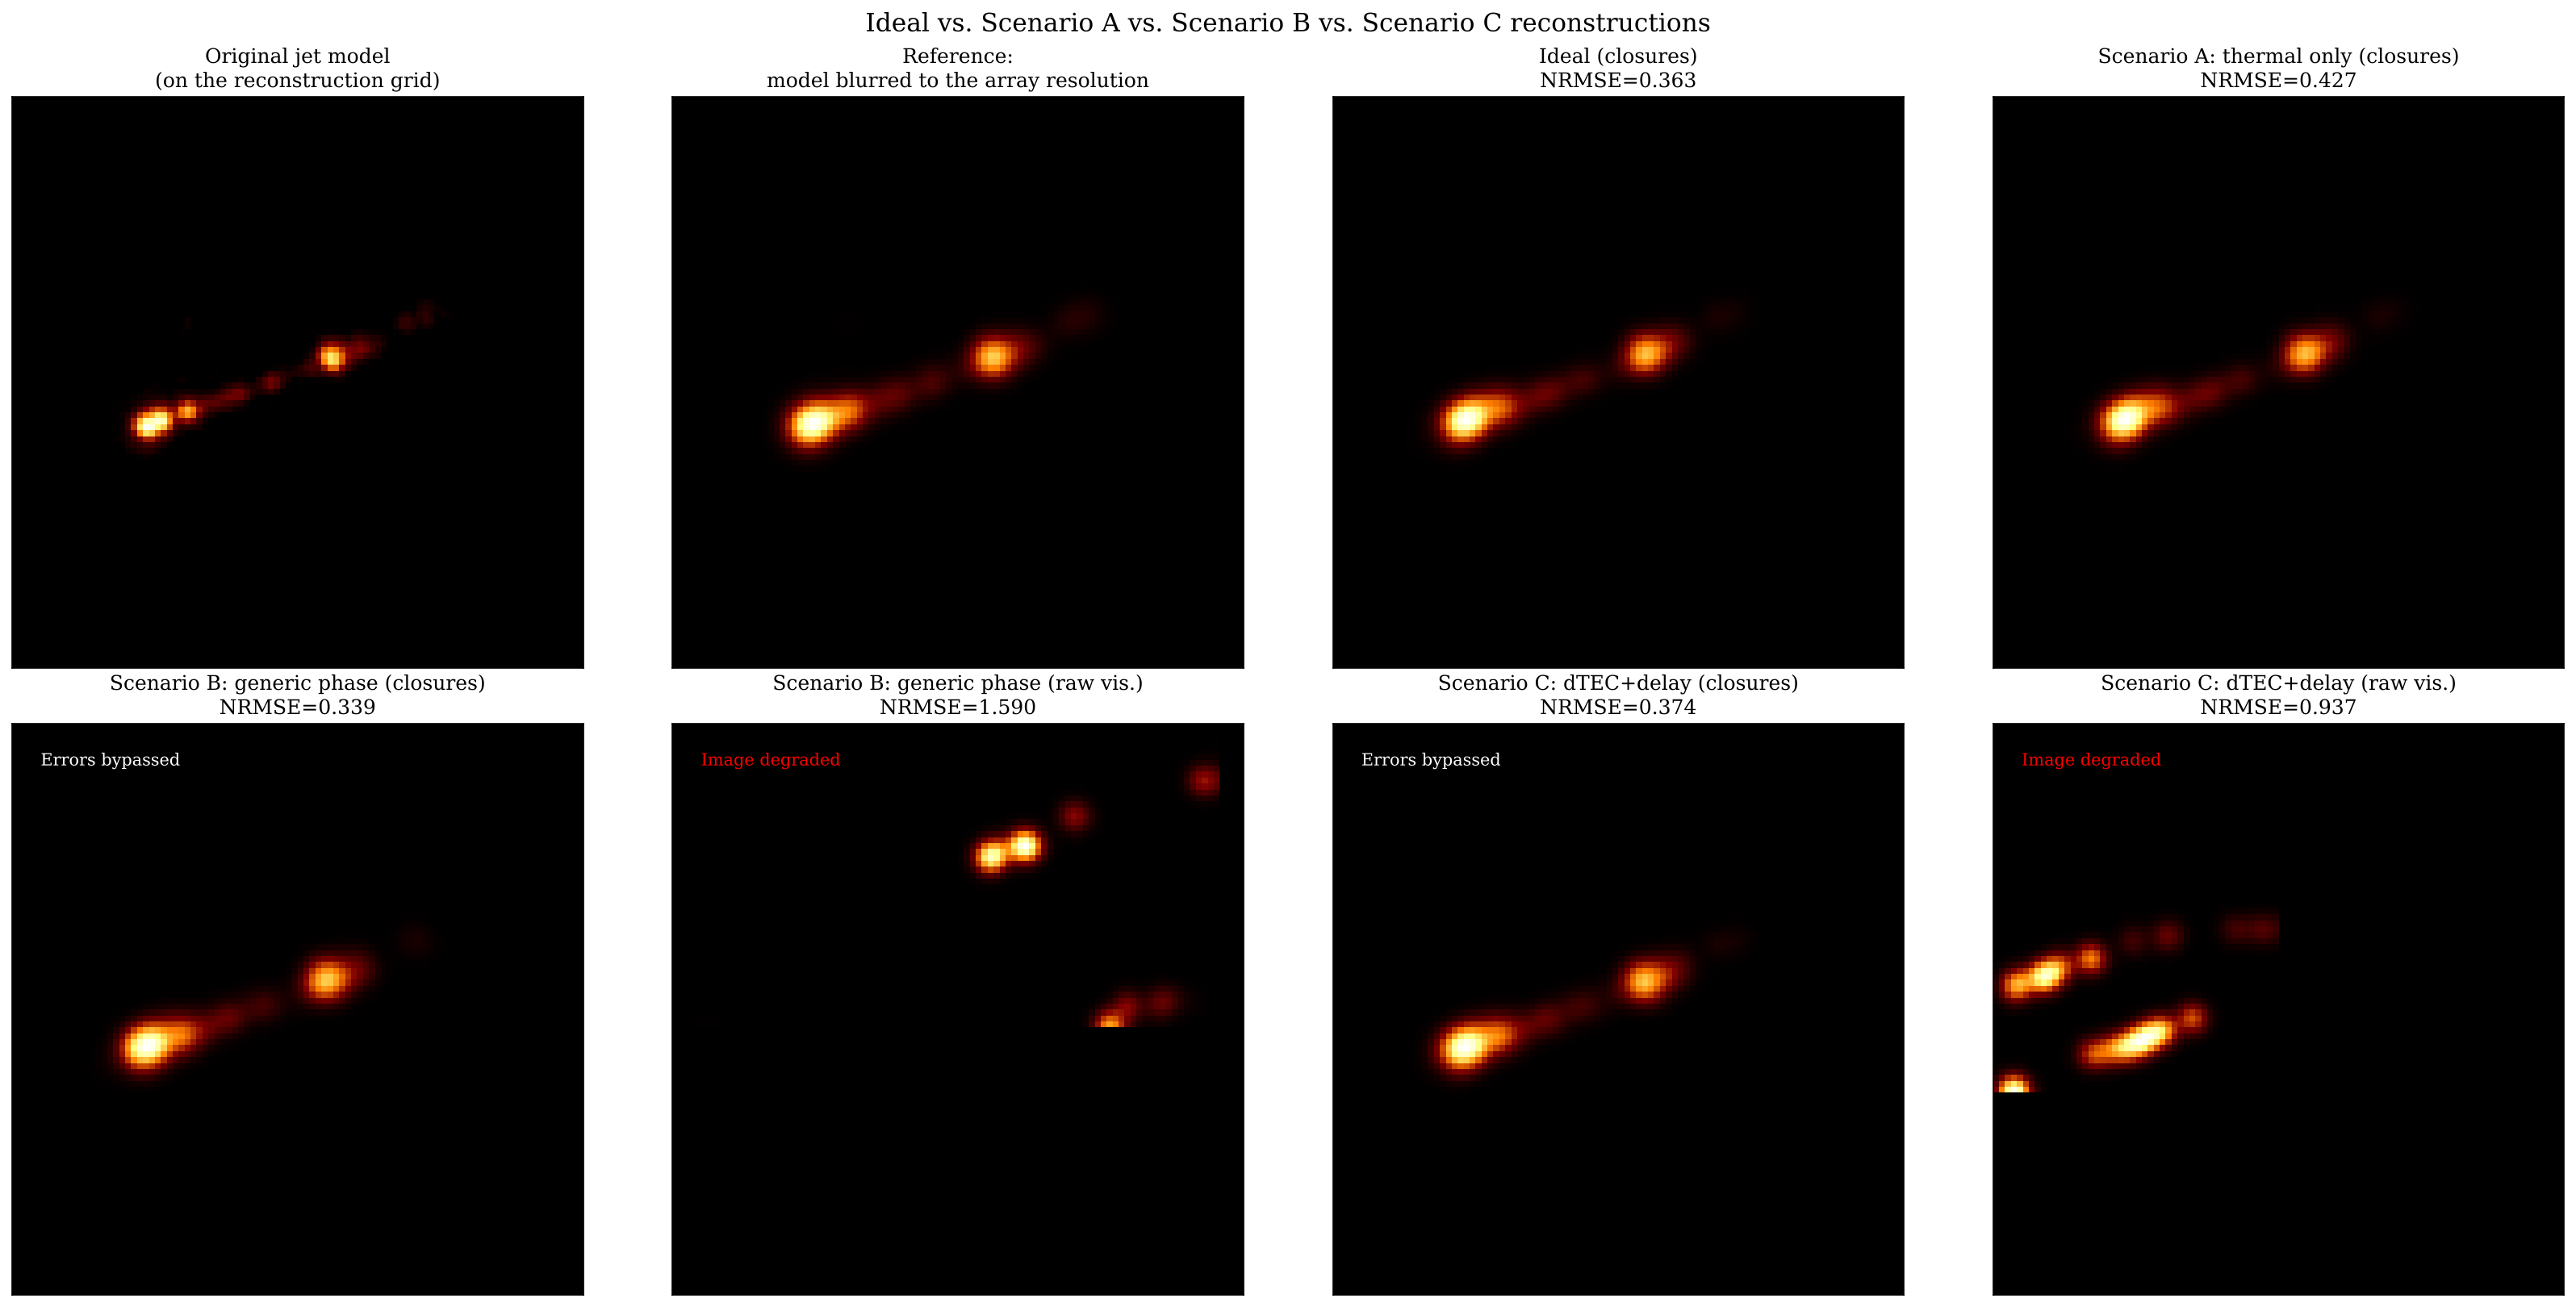 Ideal vs. Scenario A vs. Scenario B vs. Scenario C reconstructions
Original jet model
(on the reconstruction grid)
Reference:
model blurred to the array resolution
Ideal (closures)
NRMSE=0.363
Scenario A: thermal only (closures)
NRMSE=0.427
Scenario B: generic phase (closures)
NRMSE=0.339
Errors bypassed
Scenario B: generic phase (raw vis.)
NRMSE=1.590
Image degraded
Scenario C: dTEC+delay (closures)
NRMSE=0.374
Errors bypassed
Scenario C: dTEC+delay (raw vis.)
NRMSE=0.937
Image degraded